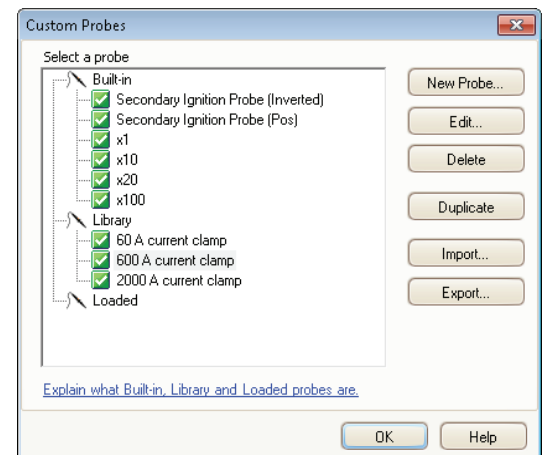 Custom Probes
Select a probe
Built-in
Secondary Ignition Probe (Inverted)
Secondary Ignition Probe (Pos)
x1
x10
x20
x100
Library
60 A current clamp
600 A current clamp
2000 A current clamp
Loaded
New Probe...
Edit...
Delete
Duplicate
Import...
Export...
Explain what Built-in, Library and Loaded probes are.
OK
Help